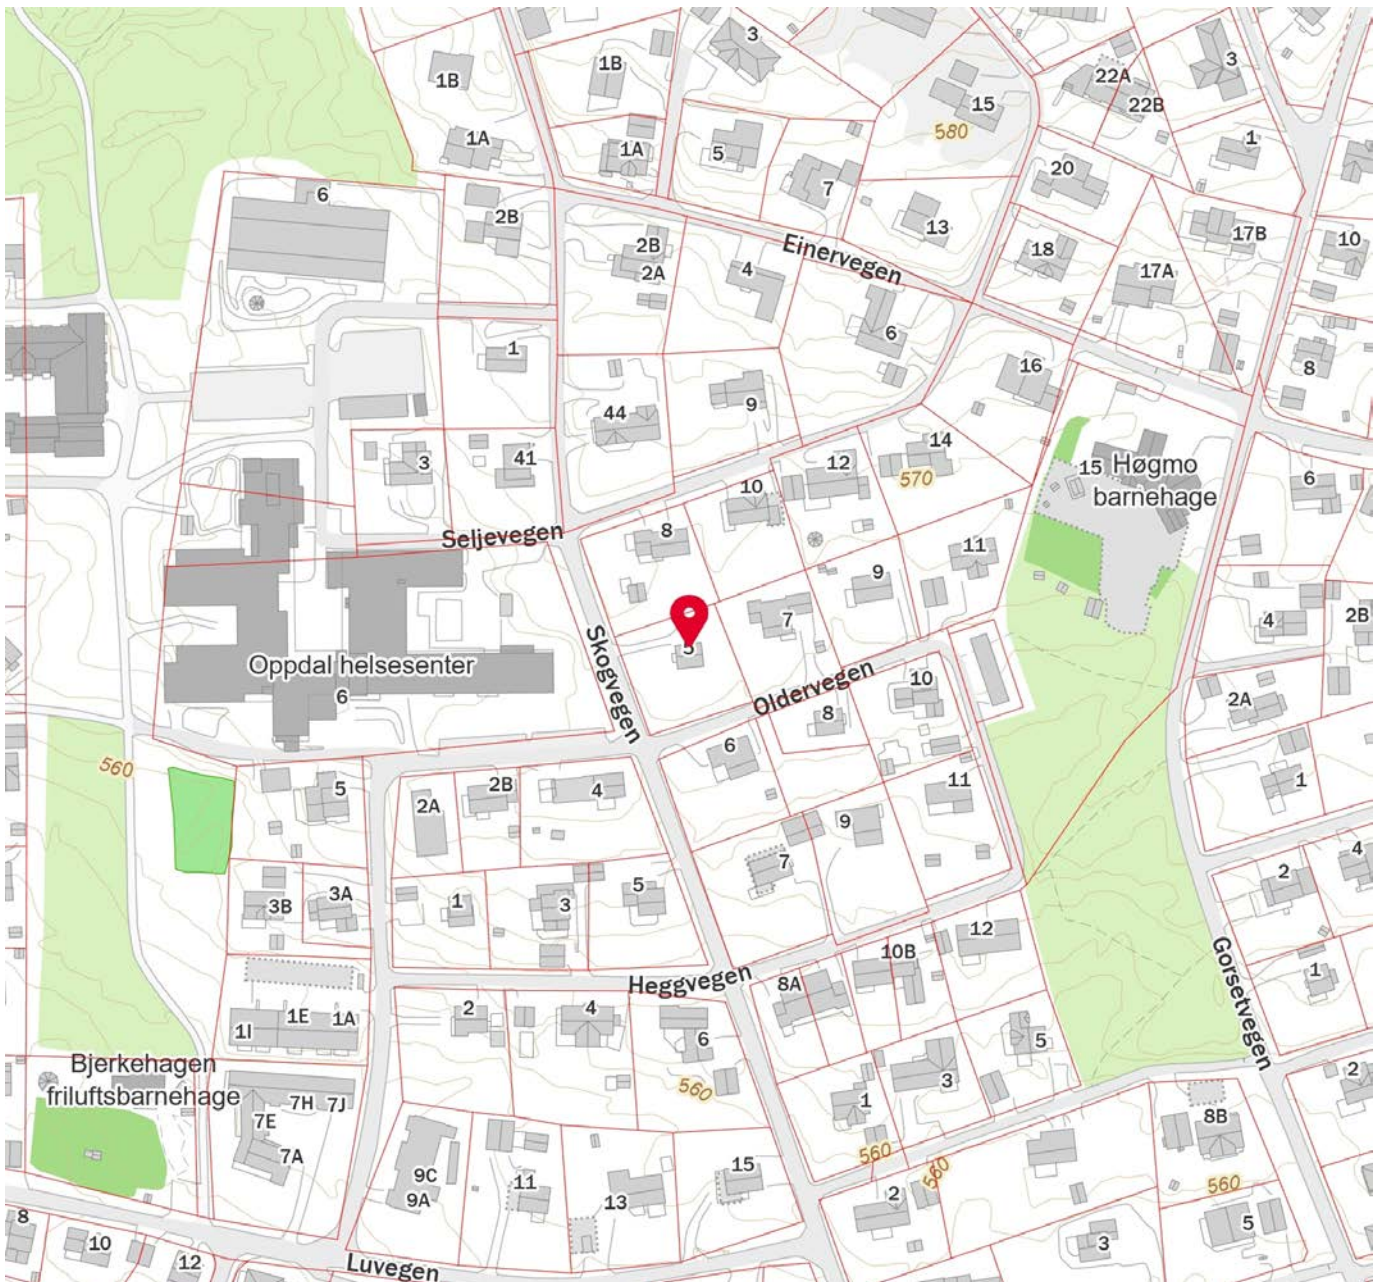 3
1B
1B
22A
3
22B
15
580
1A
1A
5
1
7
20
6
2B
13
17B
10
2B
Einervegen
18
4
2A
17A
6
1
8
16
9
44
14
12
3
41
15
Høgmo
barnehage
570
6
10
Seljevegen
8
11
9
4
2B
7
Skogvegen
5
Oppdal helsesenter
6
Oldervegen
10
2A
8
6
560
5
2B
4
2A
11
1
9
4
7
2
3B
3A
1
3
5
12
Gorsetvegen
10B
8A
1
Heggvegen
1I
1E
1A
2
4
6
5
Bjerkehagen
friluftsbarnehage
3
2
560
7H
7J
1
8B
7E
7A
560
9C
15
560
560
9A
11
13
2
8
5
10
3
12
Luvegen